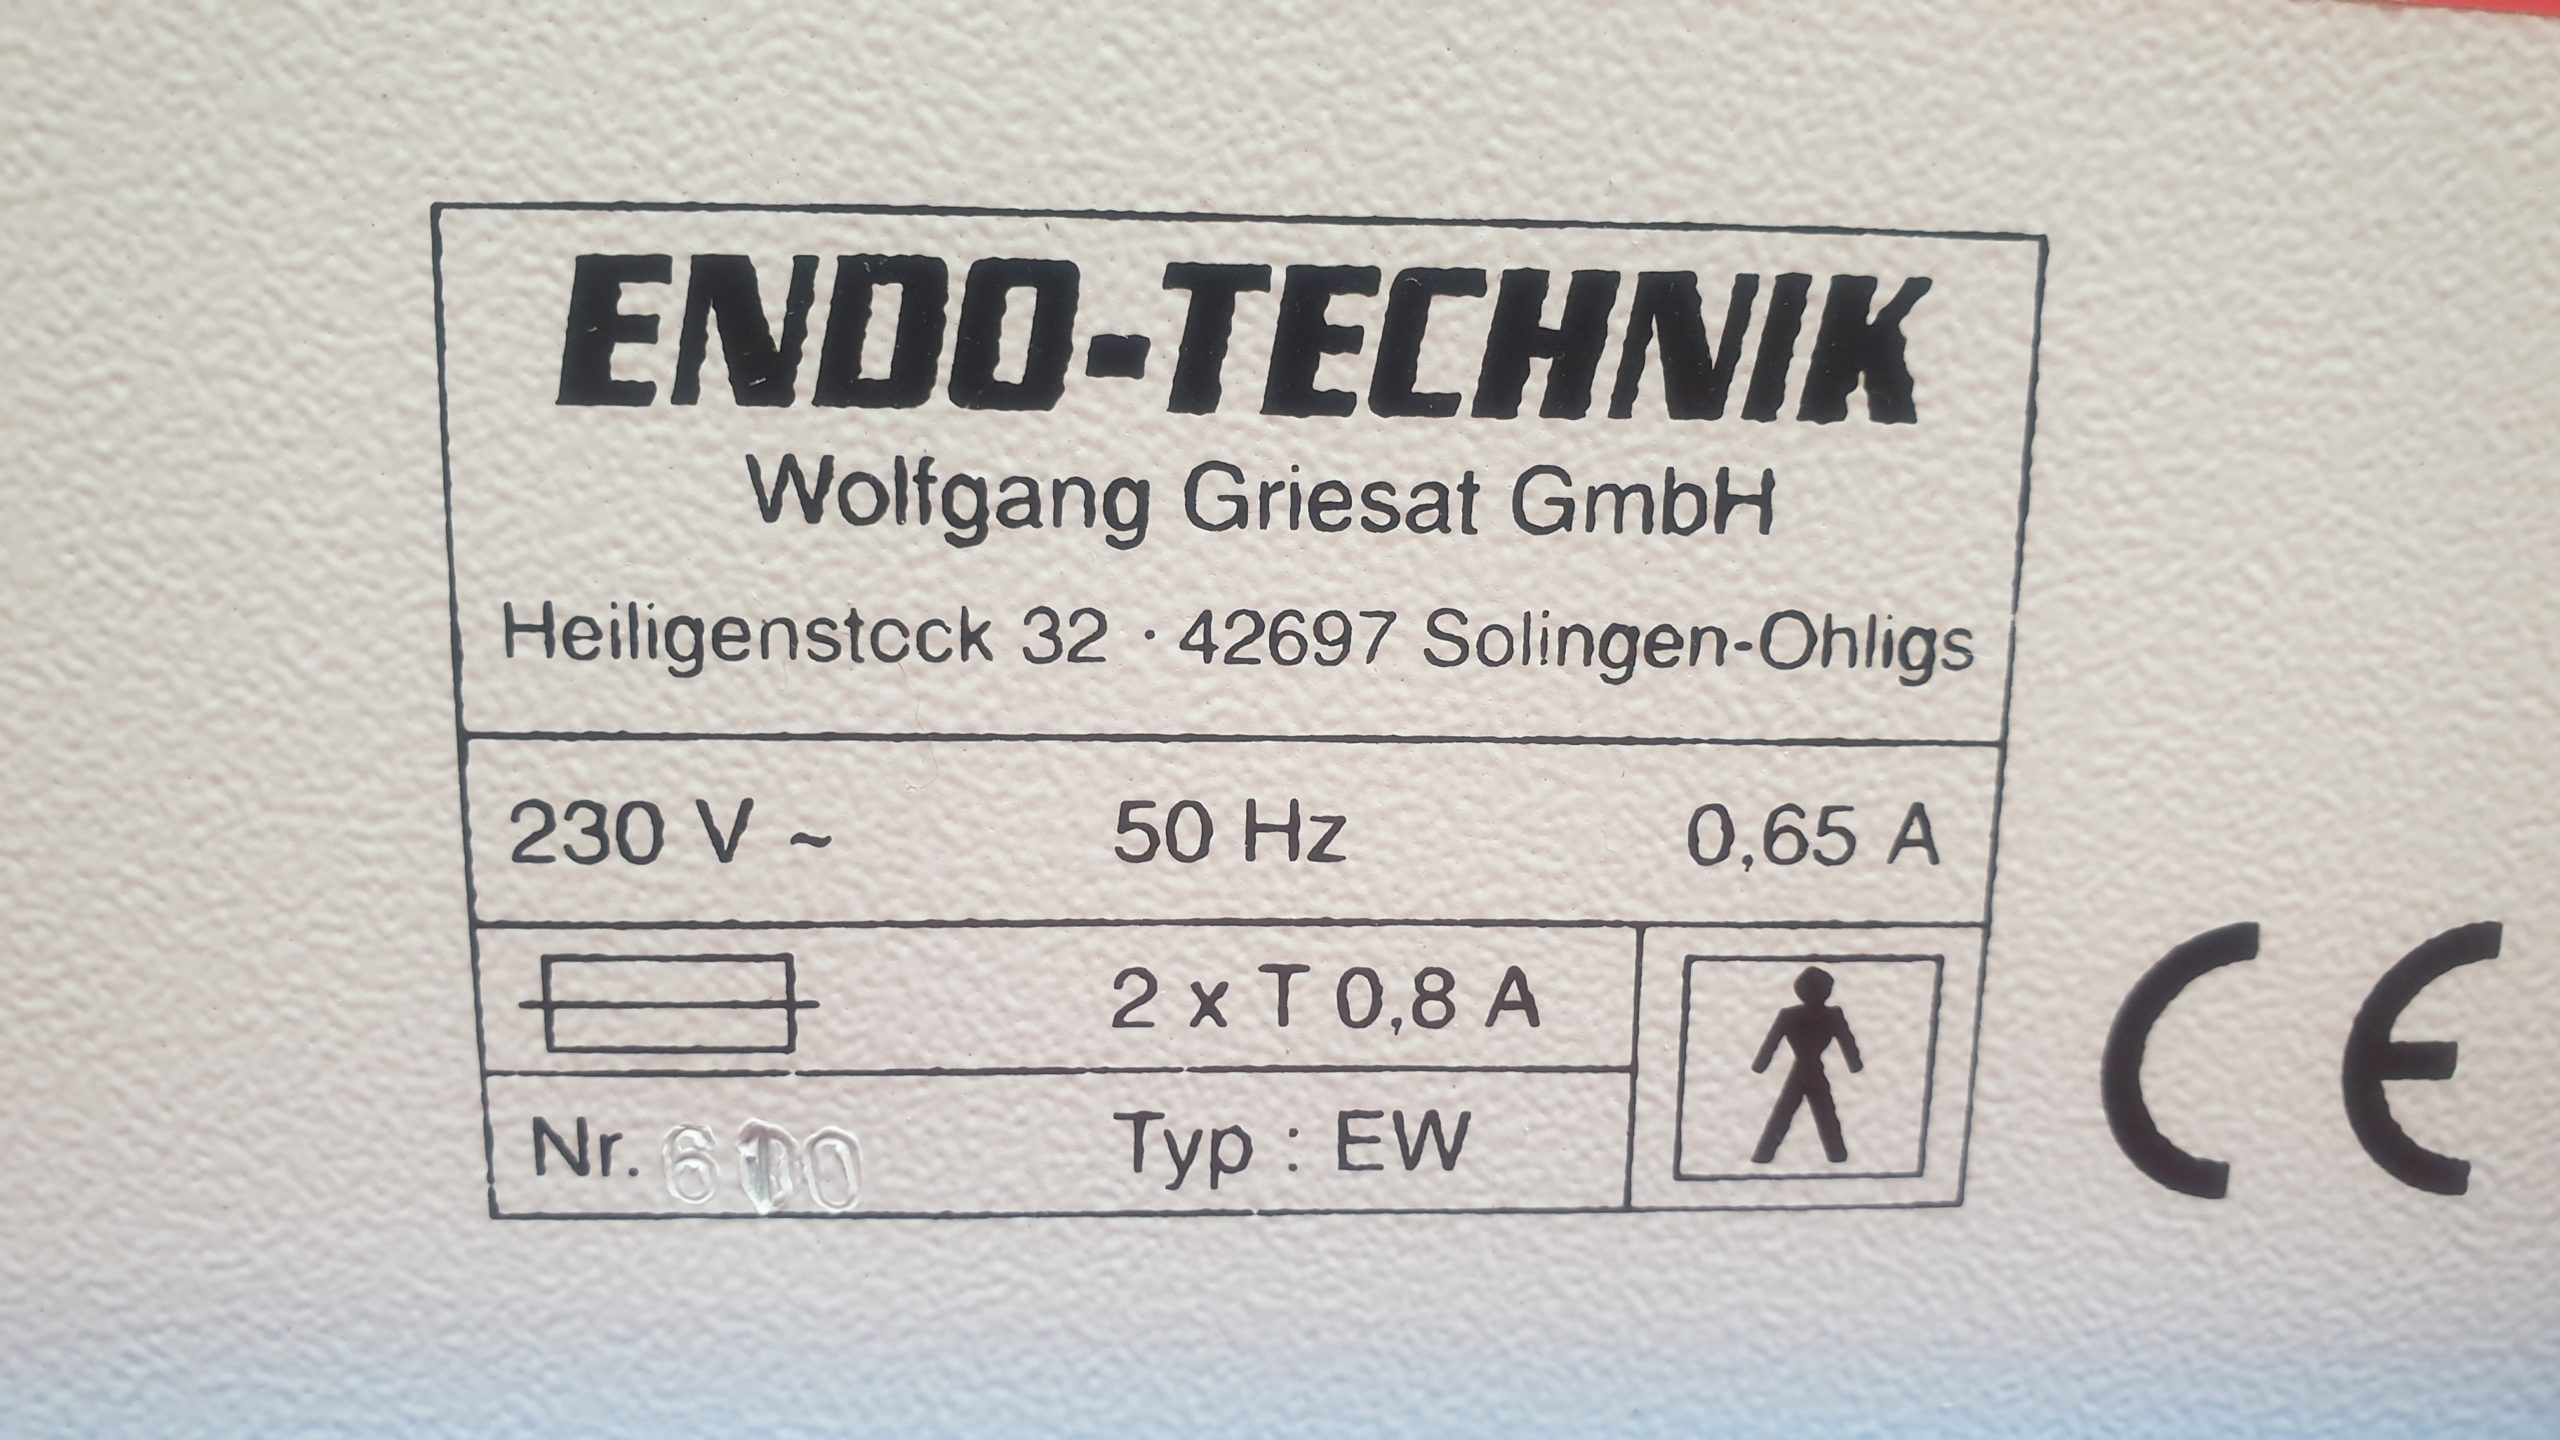 ENDO-TECHNIK
Wolfgang Griesat GmbH
Heiligenstock 32 · 42697 Solingen-Ohligs
230 V ~ 50 Hz 0,65 A
2 x T 0,8 A
Nr. Typ : EW
CE